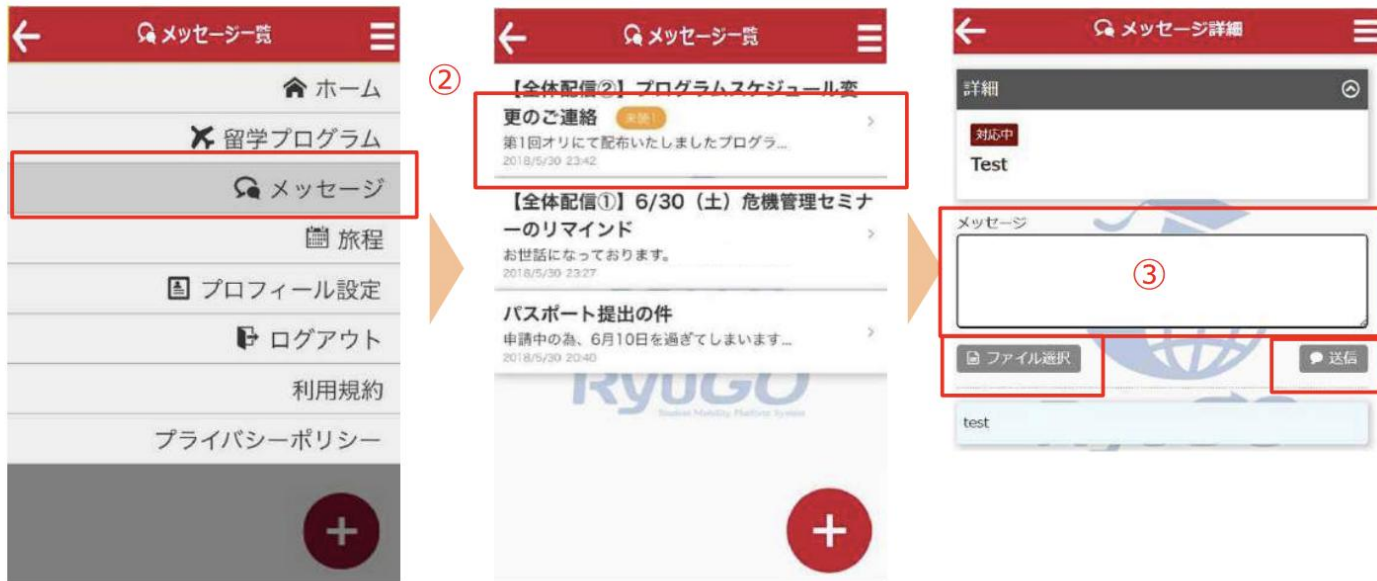 メッセージ一覧
ホーム
留学プログラム
メッセージ
旅程
プロフィール設定
ログアウト
利用規約
プライバシーポリシー
+
②
メッセージ一覧
【全体配信②】プログラムスケジュール変
更のご連絡 未読1
第1回オリにて配布いたしましたプログラ...
2018/5/30 23:42
【全体配信①】6/30（土）危機管理セミナ
ーのリマインド
お世話になっております。
2018/5/30 23:27
パスポート提出の件
申請中の為、6月10日を過ぎてしまいます...
2018/5/30 20:40
RyuGO
Student Mobility Platform System
+
メッセージ詳細
詳細
対応中
Test
メッセージ
③
ファイル選択
送信
test